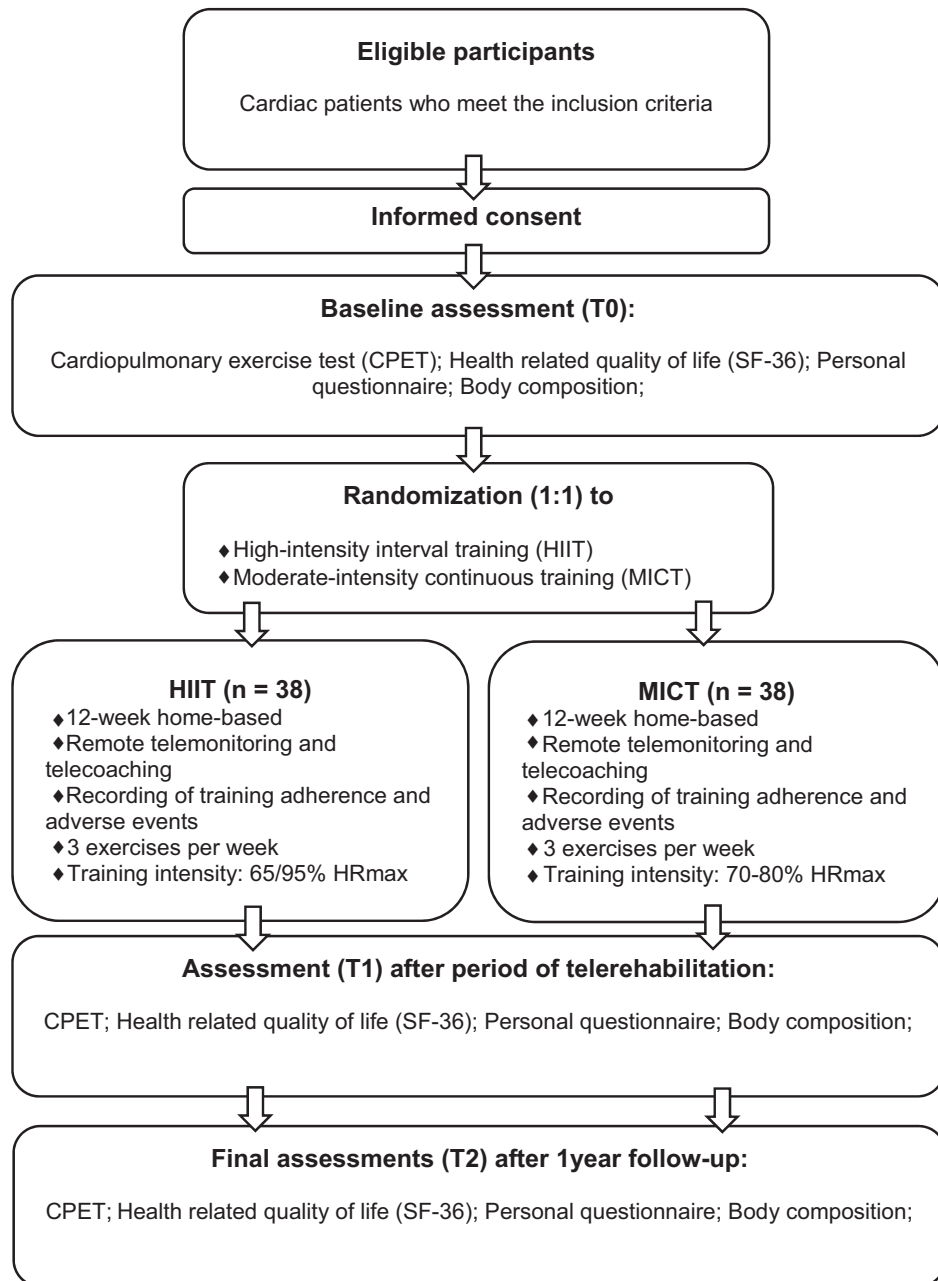 Eligible participants
Cardiac patients who meet the inclusion criteria
Informed consent
Baseline assessment (T0):
Cardiopulmonary exercise test (CPET); Health related quality of life (SF-36); Personal
questionnaire; Body composition;
Randomization (1:1) to
♦High-intensity interval training (HIIT)
♦Moderate-intensity continuous training (MICT)
HIIT (n = 38)
♦12-week home-based
♦Remote telemonitoring and
telecoaching
♦Recording of training adherence and
adverse events
♦3 exercises per week
♦Training intensity: 65/95% HRmax
MICT (n = 38)
♦12-week home-based
♦Remote telemonitoring and
telecoaching
♦Recording of training adherence and
adverse events
♦3 exercises per week
♦Training intensity: 70-80% HRmax
Assessment (T1) after period of telerehabilitation:
CPET; Health related quality of life (SF-36); Personal questionnaire; Body composition;
Final assessments (T2) after 1year follow-up:
CPET; Health related quality of life (SF-36); Personal questionnaire; Body composition;